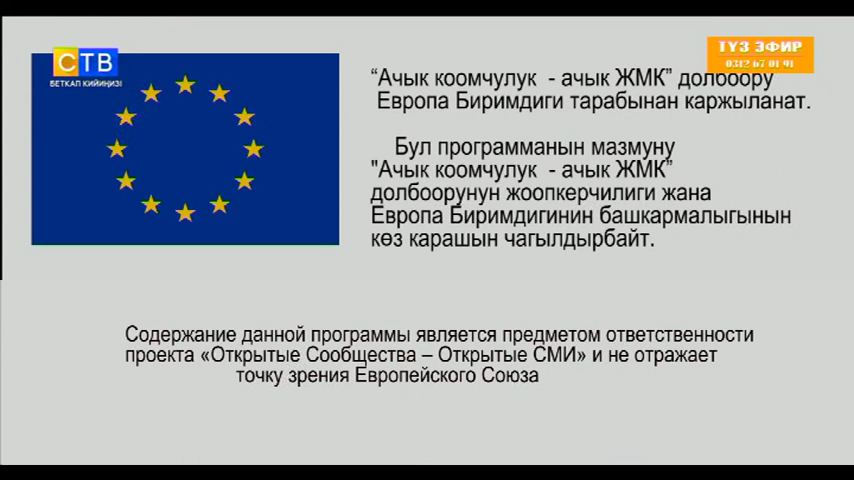 СТВ
БЕТКАП КИЙИҢИЗ!
ТҮЗ ЭФИР
0312 67 01 91
“Ачык коомчулук - ачык ЖМК” долбоору
Европа Биримдиги тарабынан каржыланат.
Бул программанын мазмуну
"Ачык коомчулук - ачык ЖМК”
долбоорунун жоопкерчилиги жана
Европа Биримдигинин башкармалыгынын
көз карашын чагылдырбайт.
Содержание данной программы является предметом ответственности
проекта «Открытые Сообщества – Открытые СМИ» и не отражает
точку зрения Европейского Союза